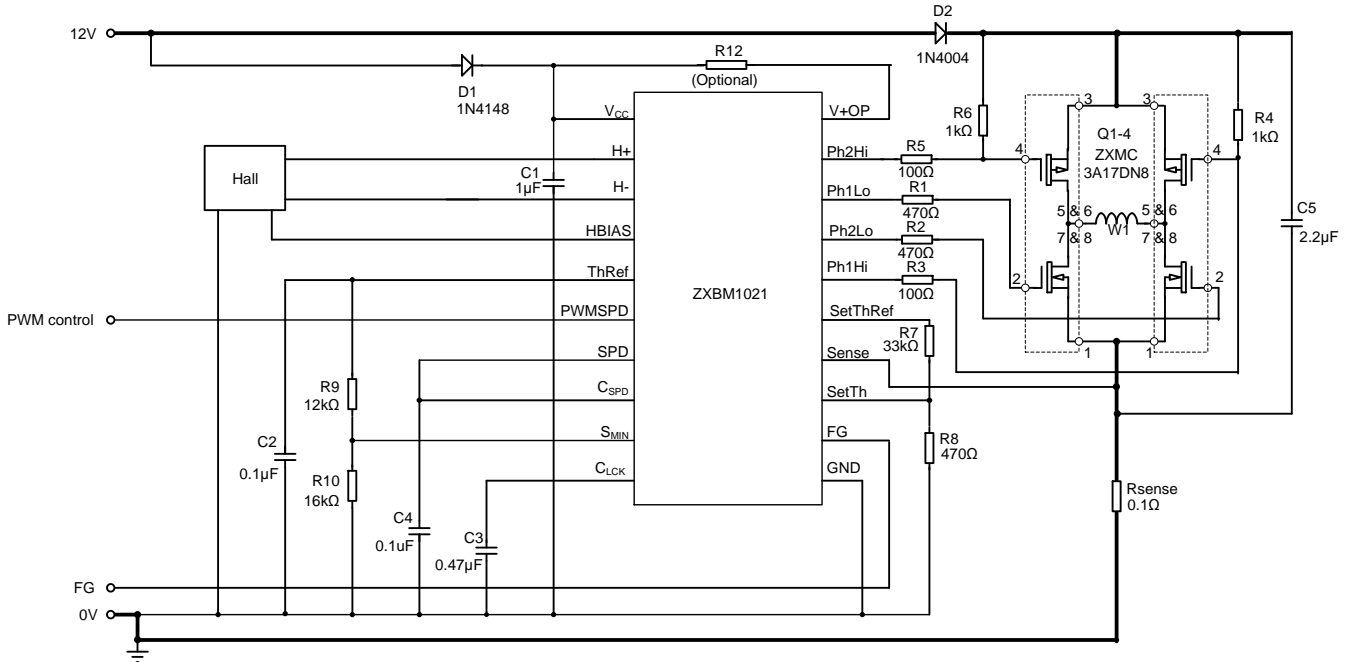 D2
12V
1N4004
R12
(Optional)
D1
1N4148
VCC
V+OP
R6
1kΩ
3
3
R4
1kΩ
Q1-4
ZXMC
3A17DN8
H+
Ph2Hi
R5
100Ω
4
4
Hall
C1
1µF
H-
Ph1Lo
R1
470Ω
5 & 6
7 & 8
W1
5 & 6
7 & 8
C5
2.2µF
HBIAS
Ph2Lo
R2
470Ω
ThRef
Ph1Hi
R3
100Ω
2
2
ZXBM1021
PWM control
PWMSPD
SetThRef
R7
33kΩ
1
1
SPD
Sense
R9
12kΩ
CSPD
SetTh
C2
0.1µF
SMIN
FG
R8
470Ω
R10
16kΩ
CLCK
GND
Rsense
0.1Ω
C4
0.1uF
C3
0.47µF
FG
0V